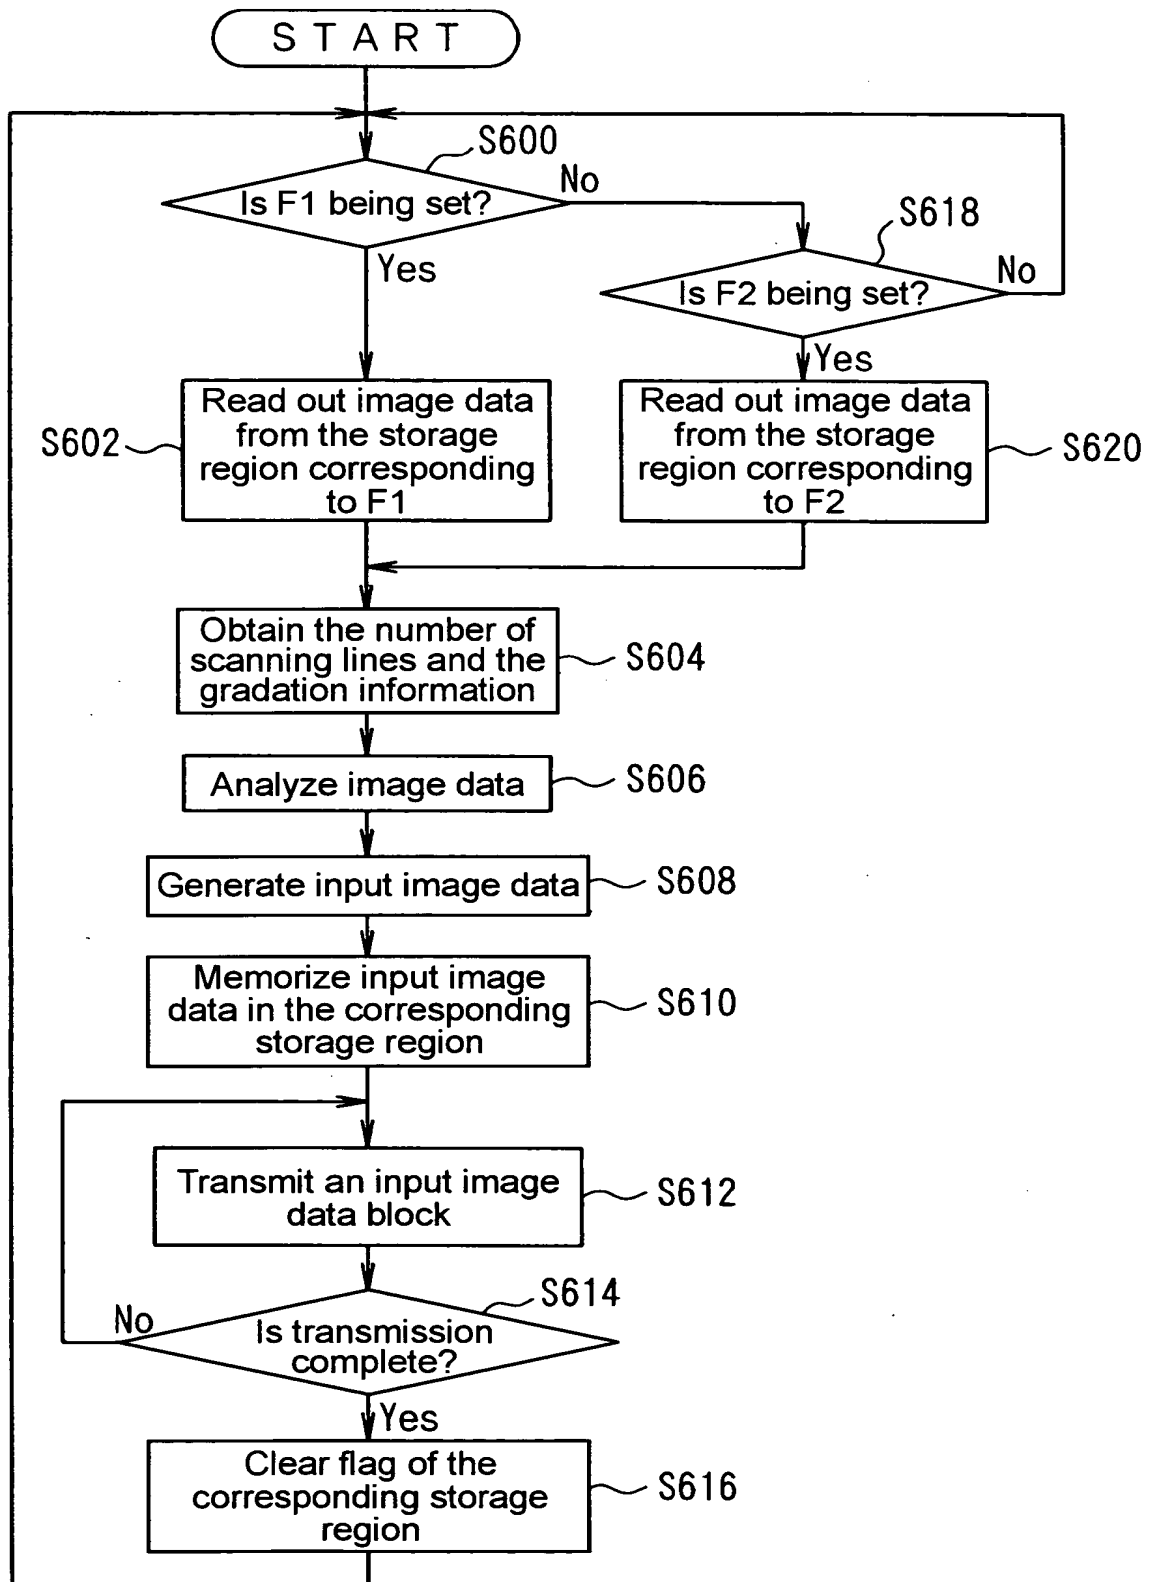 START
S600
Is F1 being set?
No
Yes
S618
Is F2 being set?
No
Yes
S602
Read out image data
from the storage
region corresponding
to F1
Read out image data
from the storage
region corresponding
to F2
S620
Obtain the number of
scanning lines and the
gradation information
S604
Analyze image data
S606
Generate input image data
S608
Memorize input image
data in the corresponding
storage region
S610
Transmit an input image
data block
S612
S614
No
Is transmission
complete?
Yes
Clear flag of the
corresponding storage
region
S616